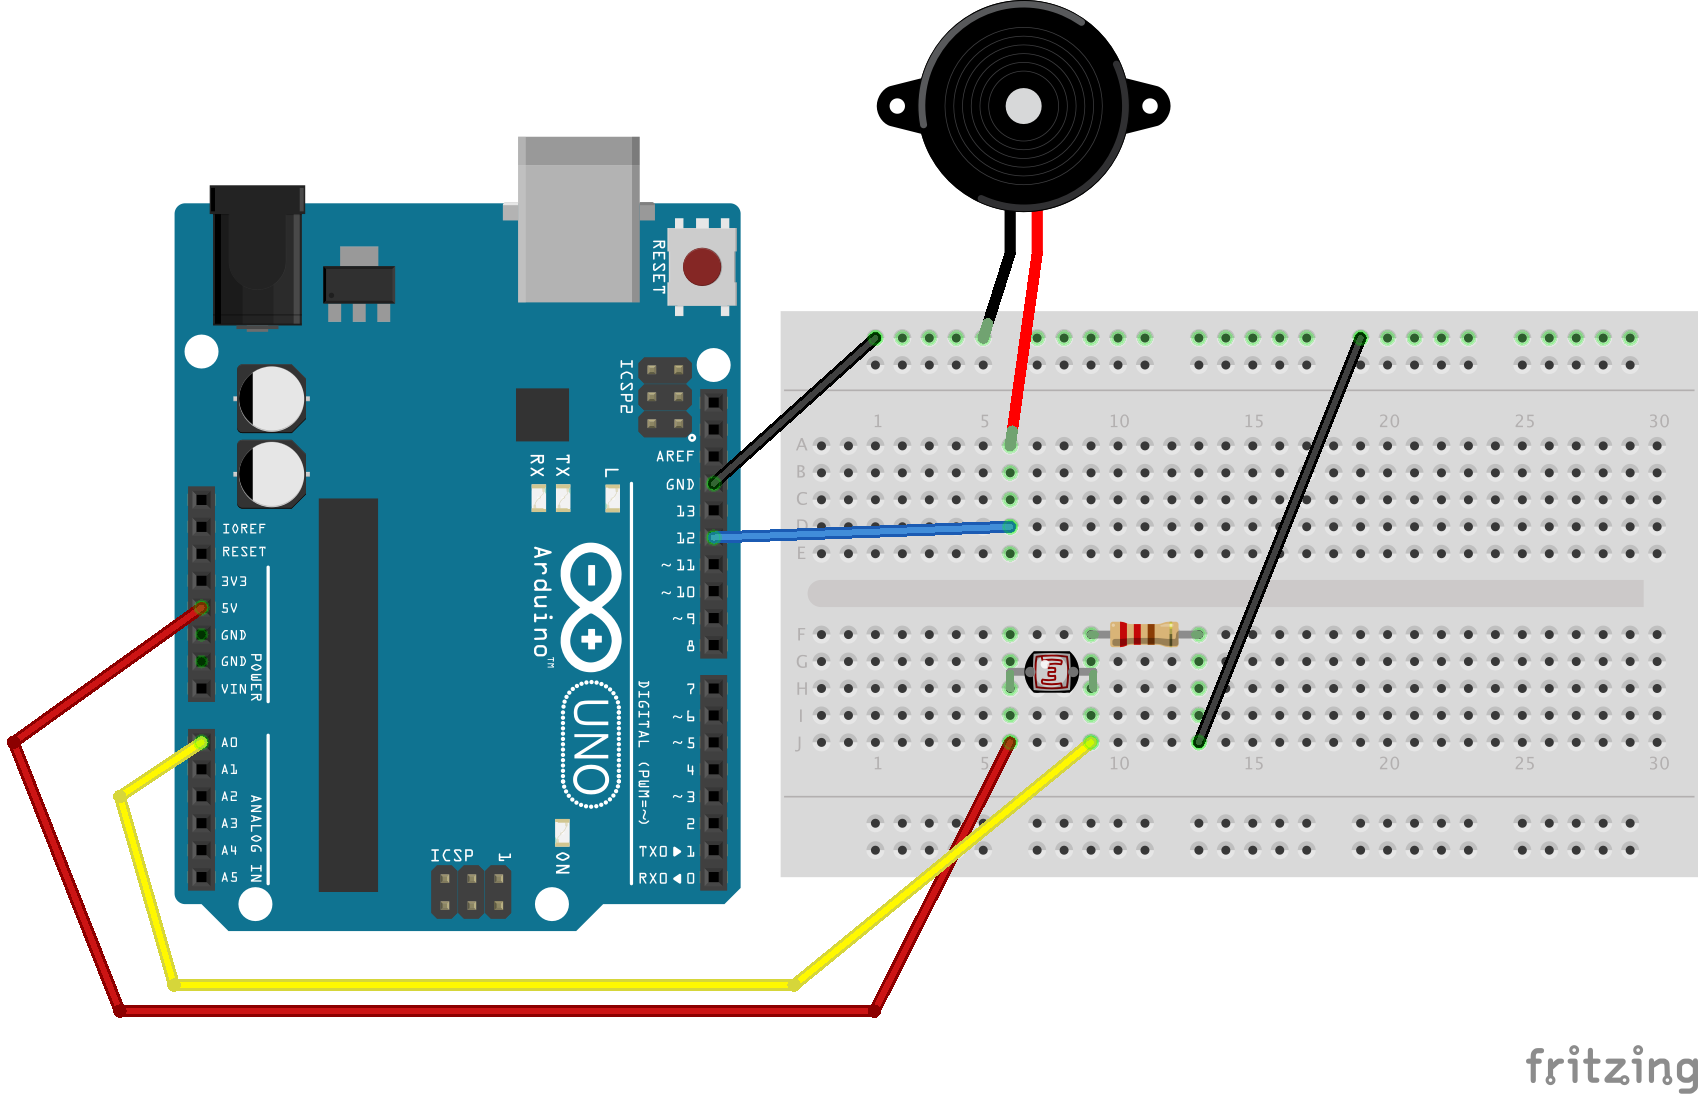 RESET
ICSP2
AREF
GND
13
12
~11
~10
~9
8
7
~6
~5
4
~3
2
TX0▶1
RX0◀0
DIGITAL (PWM=~)
RX
TX
L
Arduino™
UNO
ON
ICSP
1
IOREF
RESET
3V3
5V
GND
GND
VIN
POWER
A0
A1
A2
A3
A4
A5
ANALOG IN
1 5 10 15 20 25 30
A
B
C
D
E
F
G
H
I
J
1 5 10 15 20 25 30
fritzing